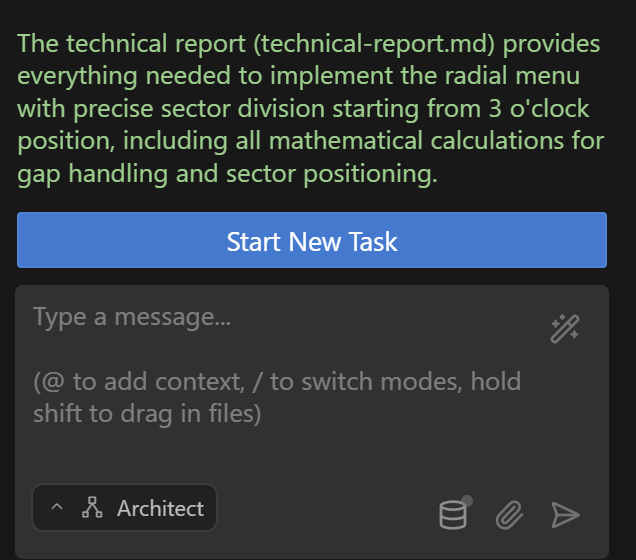 The technical report (technical-report.md) provides
everything needed to implement the radial menu
with precise sector division starting from 3 o'clock
position, including all mathematical calculations for
gap handling and sector positioning.
Start New Task
Type a message...
(@ to add context, / to switch modes, hold
shift to drag in files)
Architect